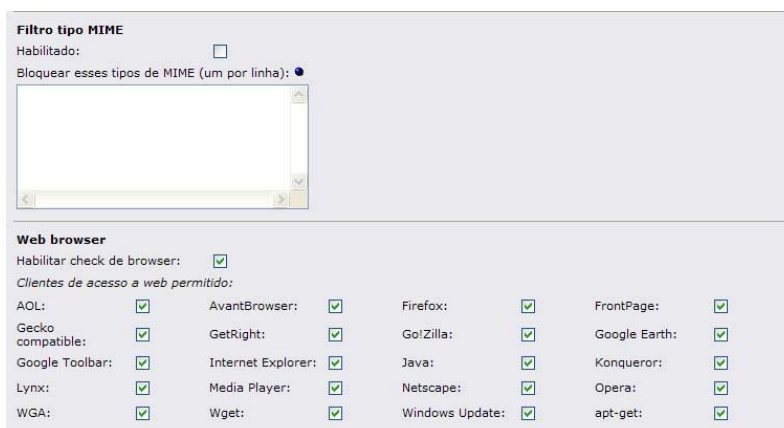 Filtro tipo MIME
Habilitado:
Bloquear esses tipos de MIME (um por linha):
Web browser
Habilitar check de browser:
Clientes de acesso a web permitido:
AOL: AvantBrowser: Firefox: FrontPage:
Gecko compatible: GetRight: Go!Zilla: Google Earth:
Google Toolbar: Internet Explorer: Java: Konqueror:
Lynx: Media Player: Netscape: Opera:
WGA: Wget: Windows Update: apt-get: